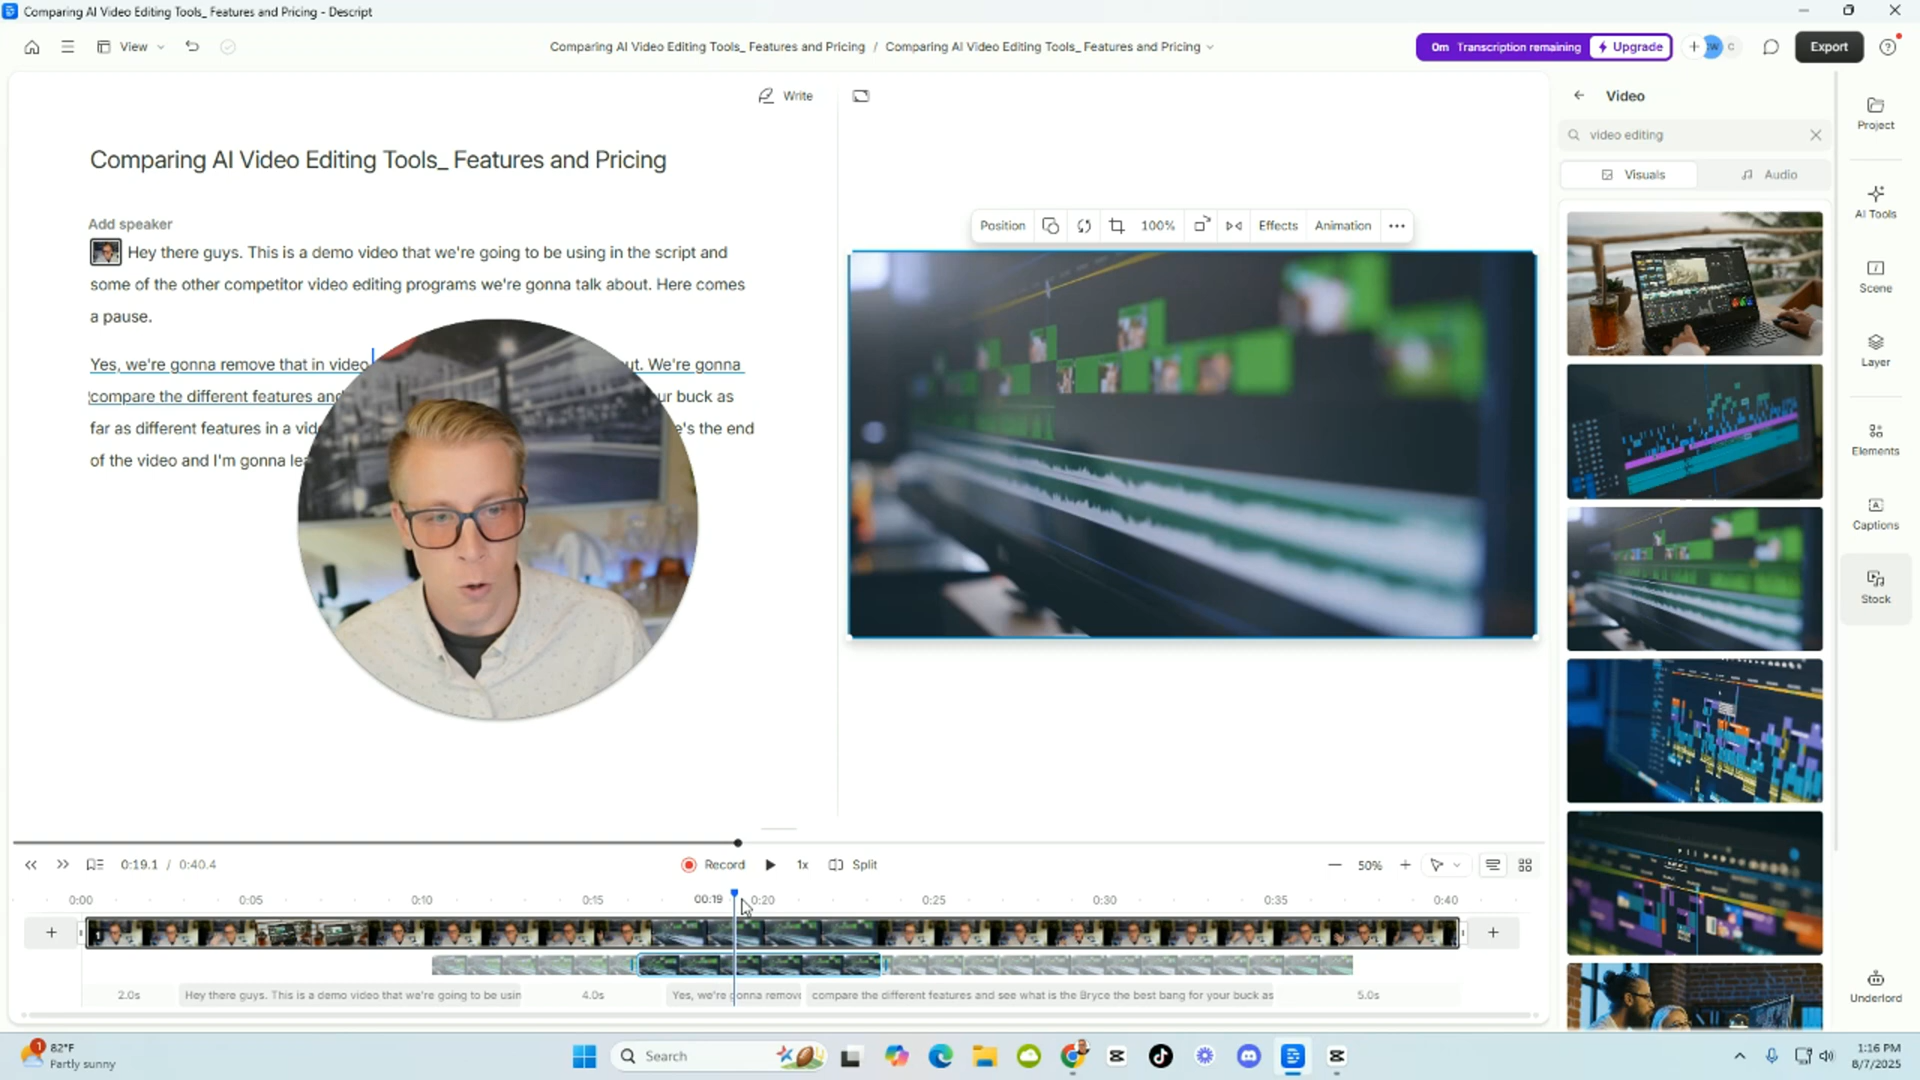 Comparing AI Video Editing Tools_ Features and Pricing - Descript
View
Comparing AI Video Editing Tools_ Features and Pricing / Comparing AI Video Editing Tools_ Features and Pricing
0m Transcription remaining
Upgrade
W
C
Export
Write
Comparing AI Video Editing Tools_ Features and Pricing
Add speaker
Hey there guys. This is a demo video that we're going to be using in the script and
some of the other competitor video editing programs we're gonna talk about. Here comes
a pause.
Yes, we're gonna remove that in video ut. We're gonna
compare the different features and ur buck as
far as different features in a vide e's the end
of the video and I'm gonna lea
Position
100%
Effects
Animation
Video
video editing
Visuals
Audio
Project
AI Tools
Scene
Layer
Elements
Captions
Stock
Underlord
0:19.1 / 0:40.4
Record
1x
Split
50%
0:00
0:05
0:10
0:15
00:19
0:20
0:25
0:30
0:35
0:40
1
2.0s
Hey there guys. This is a demo video that we're going to be usin
4.0s
Yes, we're gonna remov
compare the different features and see what is the Bryce the best bang for your buck as
5.0s
1
82°F
Partly sunny
Search
1:16 PM
8/7/2025